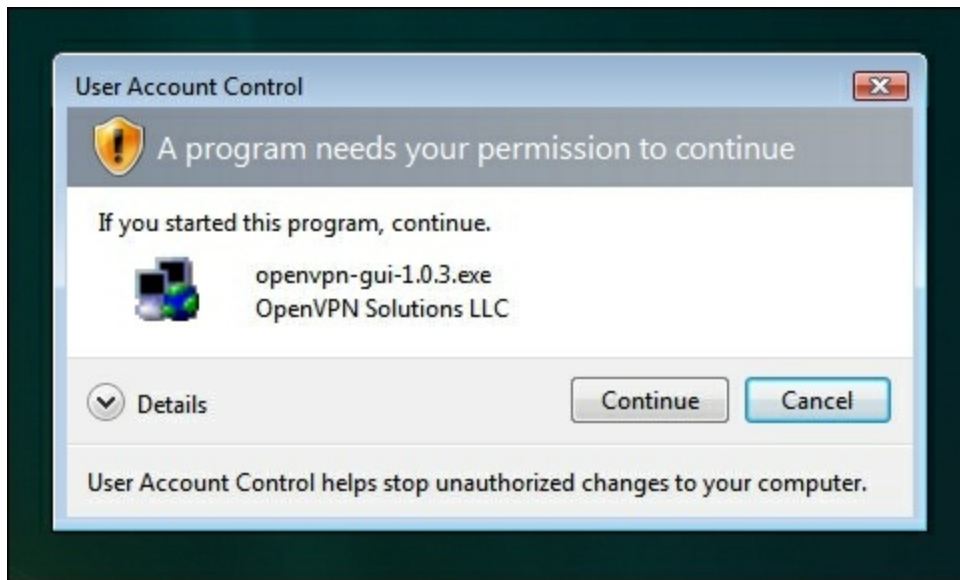 User Account Control
A program needs your permission to continue
If you started this program, continue.
openvpn-gui-1.0.3.exe
OpenVPN Solutions LLC
Details
Continue
Cancel
User Account Control helps stop unauthorized changes to your computer.